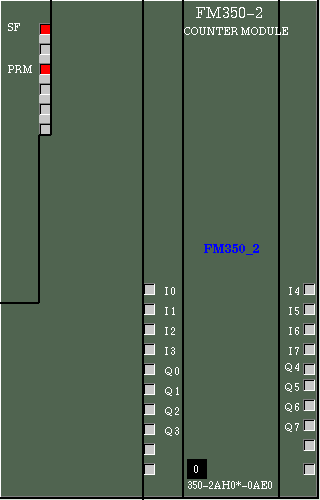 FM350-2
COUNTER MODULE
SF
PRM
FM350_2
I0
I1
I2
I3
Q0
Q1
Q2
Q3
I4
I5
I6
I7
Q4
Q5
Q6
Q7
0
350-2AH0*-0AE0